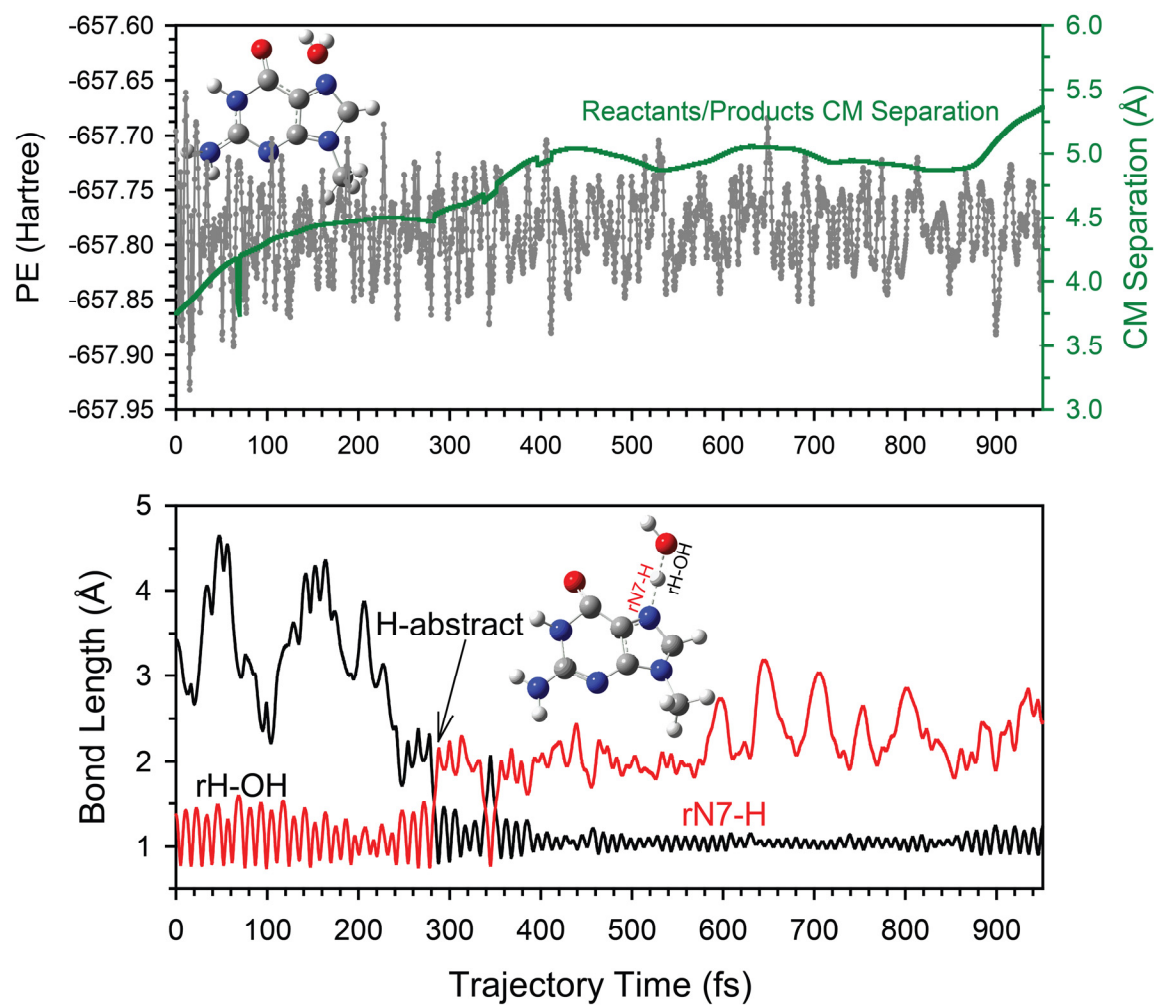 -657.60
-657.65
-657.70
-657.75
-657.80
-657.85
-657.90
-657.95
PE (Hartree)
Reactants/Products CM Separation
6.0
5.5
5.0
4.5
4.0
3.5
3.0
CM Separation (Å)
0 100 200 300 400 500 600 700 800 900
5
4
3
2
1
Bond Length (Å)
H-abstract
rN7-H
rH-OH
rH-OH
rN7-H
0 100 200 300 400 500 600 700 800 900
Trajectory Time (fs)